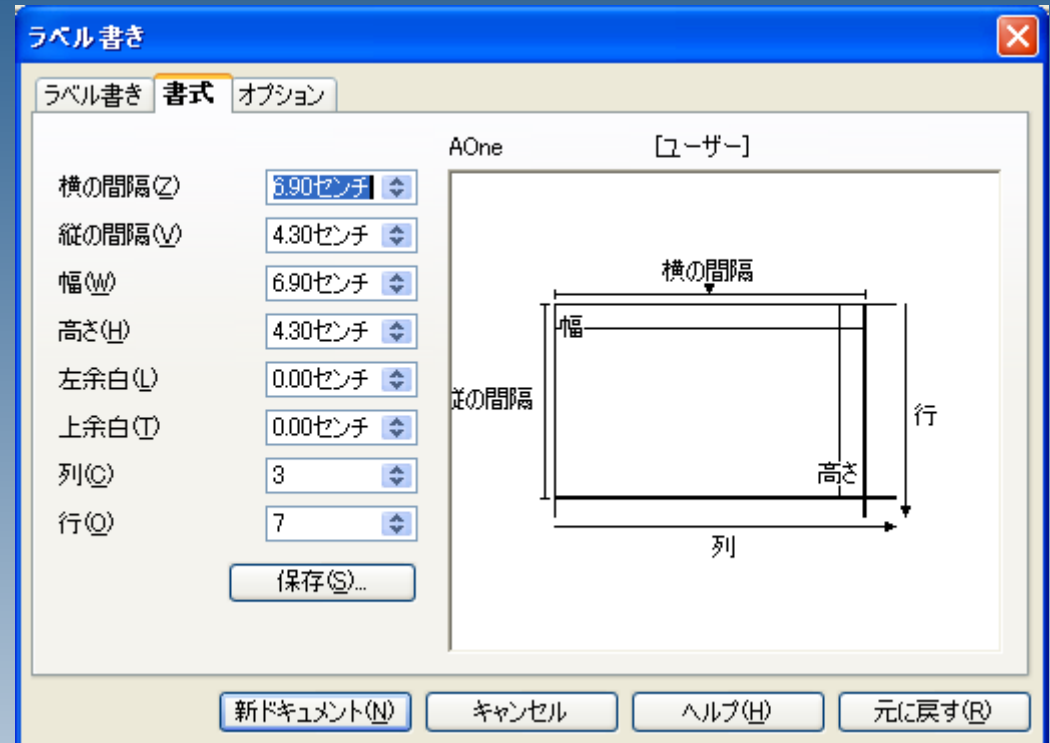 ラベル書き
ラベル書き 書式 オプション
AOne [ユーザー]
横の間隔(Z) 6.90センチ
縦の間隔(V) 4.30センチ
幅(W) 6.90センチ
高さ(H) 4.30センチ
左余白(L) 0.00センチ
上余白(T) 0.00センチ
列(C) 3
行(O) 7
保存(S)...
横の間隔
幅
従の間隔
行
高さ
列
新ドキュメント(N) キャンセル ヘルプ(H) 元に戻す(R)